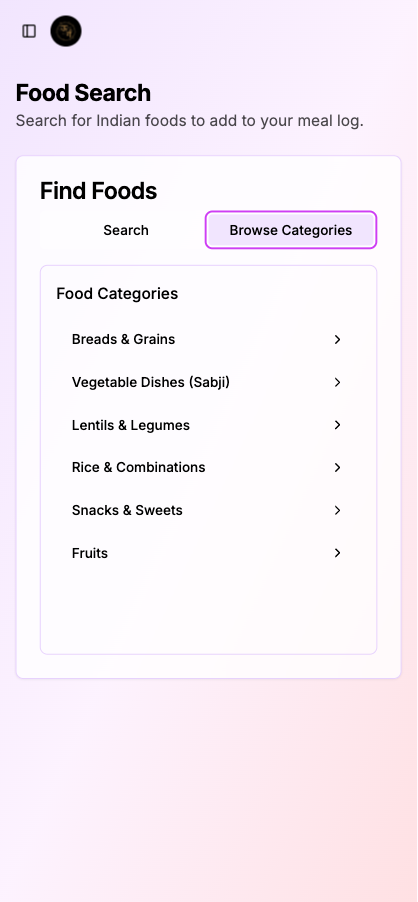 Food Search
Search for Indian foods to add to your meal log.
Find Foods
Search
Browse Categories
Food Categories
Breads & Grains
Vegetable Dishes (Sabji)
Lentils & Legumes
Rice & Combinations
Snacks & Sweets
Fruits